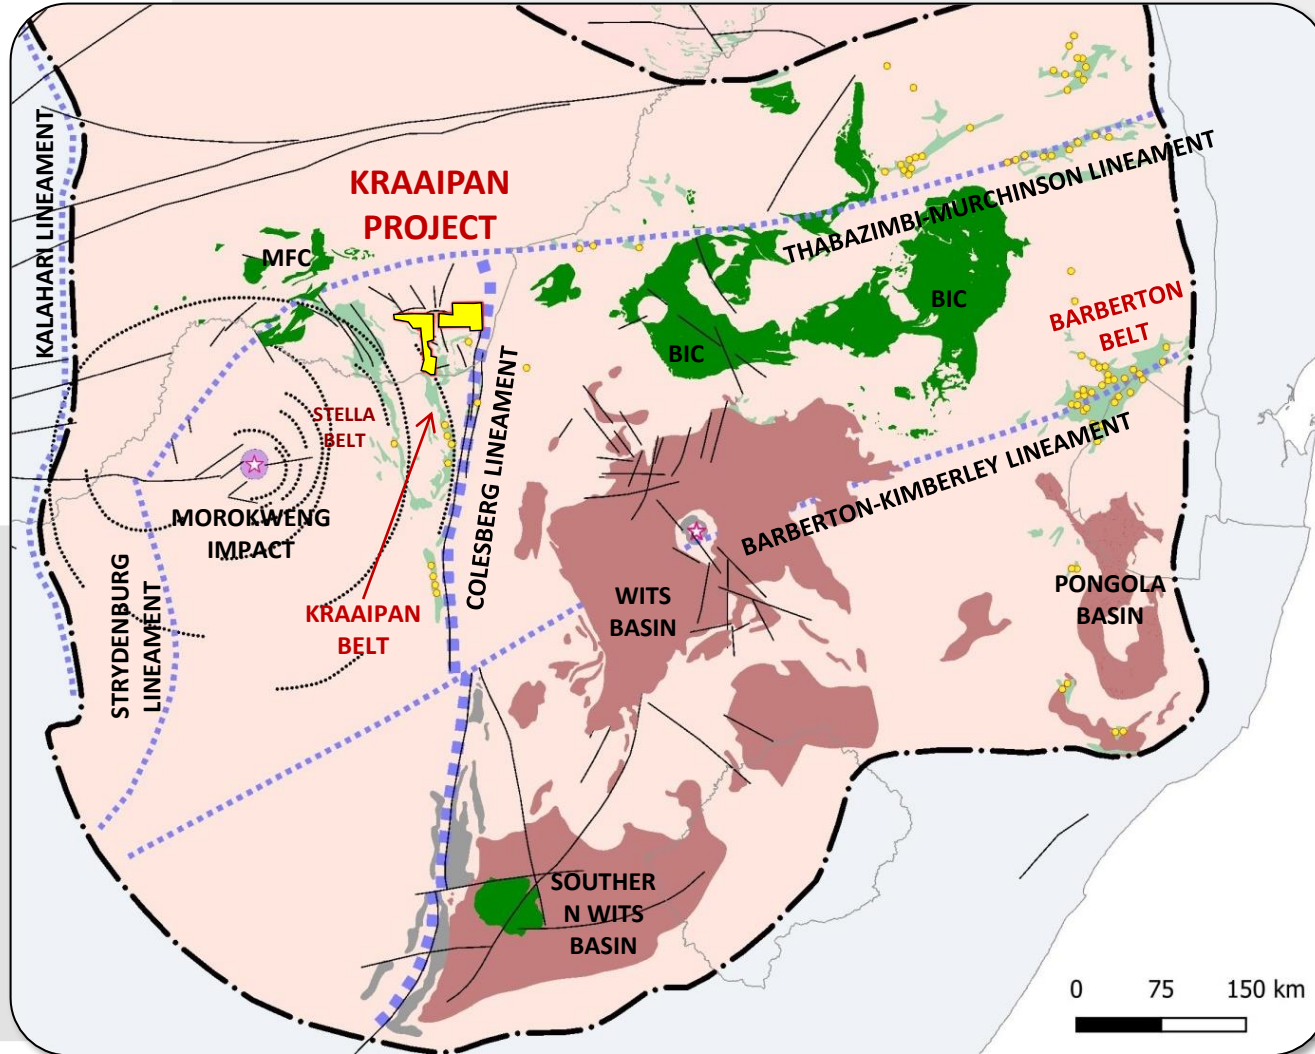 KALAHARI LINEAMENT
KRAAIPAN
PROJECT
MFC
THABAZIMBI-MURCHINSON LINEAMENT
BIC
BIC
BARBERTON
BELT
STELLA
BELT
COLESBERG LINEAMENT
MOROKWENG
IMPACT
BARBERTON-KIMBERLEY LINEAMENT
STRYDENBURG
LINEAMENT
KRAAIPAN
BELT
WITS
BASIN
PONGOLA
BASIN
SOUTHER
N WITS
BASIN
0 75 150 km